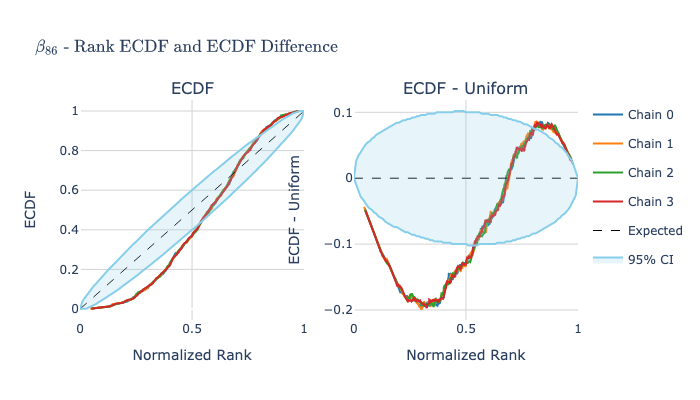 β₈₆ - Rank ECDF and ECDF Difference
ECDF
ECDF - Uniform
ECDF
1
0.8
0.6
0.4
0.2
0
0
0.5
1
Normalized Rank
ECDF - Uniform
0.1
0
−0.1
−0.2
0
0.5
1
Normalized Rank
Chain 0
Chain 1
Chain 2
Chain 3
Expected
95% CI